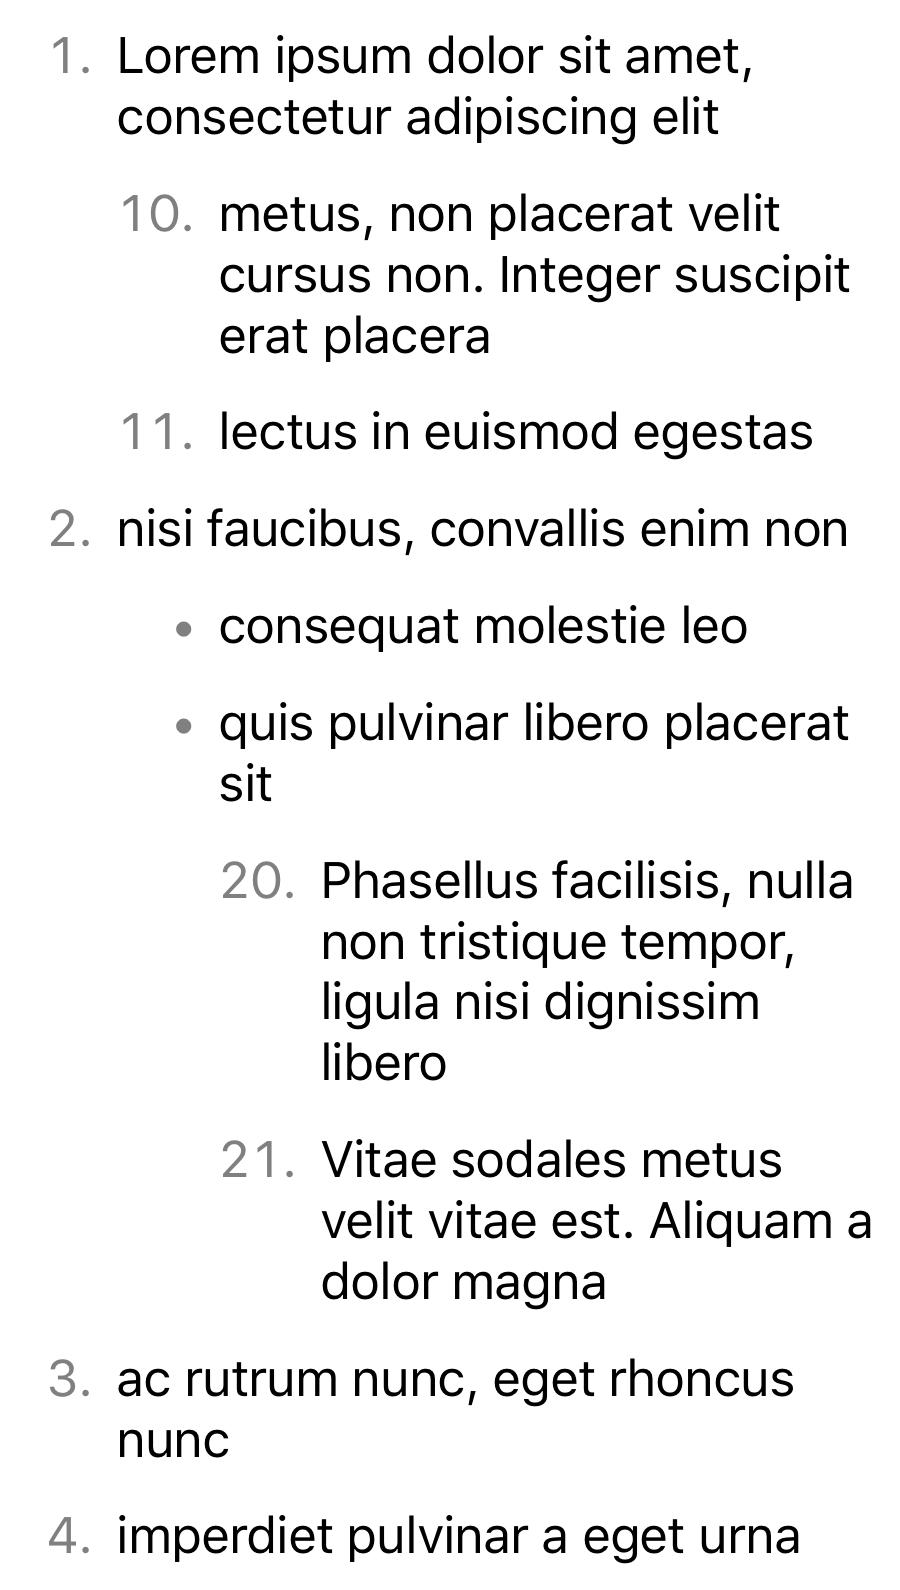 1. Lorem ipsum dolor sit amet,
consectetur adipiscing elit
10. metus, non placerat velit
cursus non. Integer suscipit
erat placera
11. lectus in euismod egestas
2. nisi faucibus, convallis enim non
• consequat molestie leo
• quis pulvinar libero placerat
sit
20. Phasellus facilisis, nulla
non tristique tempor,
ligula nisi dignissim
libero
21. Vitae sodales metus
velit vitae est. Aliquam a
dolor magna
3. ac rutrum nunc, eget rhoncus
nunc
4. imperdiet pulvinar a eget urna